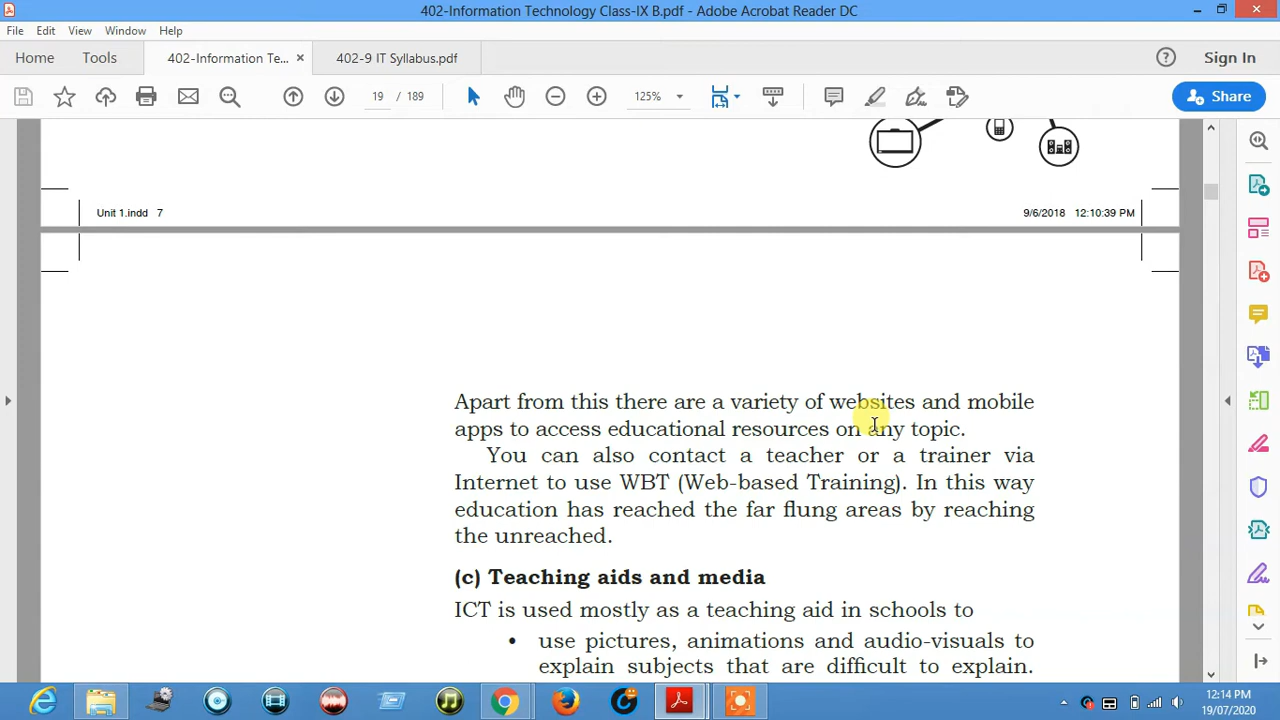 402-Information Technology Class-IX B.pdf - Adobe Acrobat Reader DC
File Edit View Window Help
Home Tools 402-Information Te... × 402-9 IT Syllabus.pdf ? Sign In
19 / 189 125% Share
Unit 1.indd 7 9/6/2018 12:10:39 PM
Apart from this there are a variety of websites and mobile
apps to access educational resources on any topic.
You can also contact a teacher or a trainer via
Internet to use WBT (Web-based Training). In this way
education has reached the far flung areas by reaching
the unreached.
(c) Teaching aids and media
ICT is used mostly as a teaching aid in schools to
• use pictures, animations and audio-visuals to
explain subjects that are difficult to explain.
12:14 PM
19/07/2020